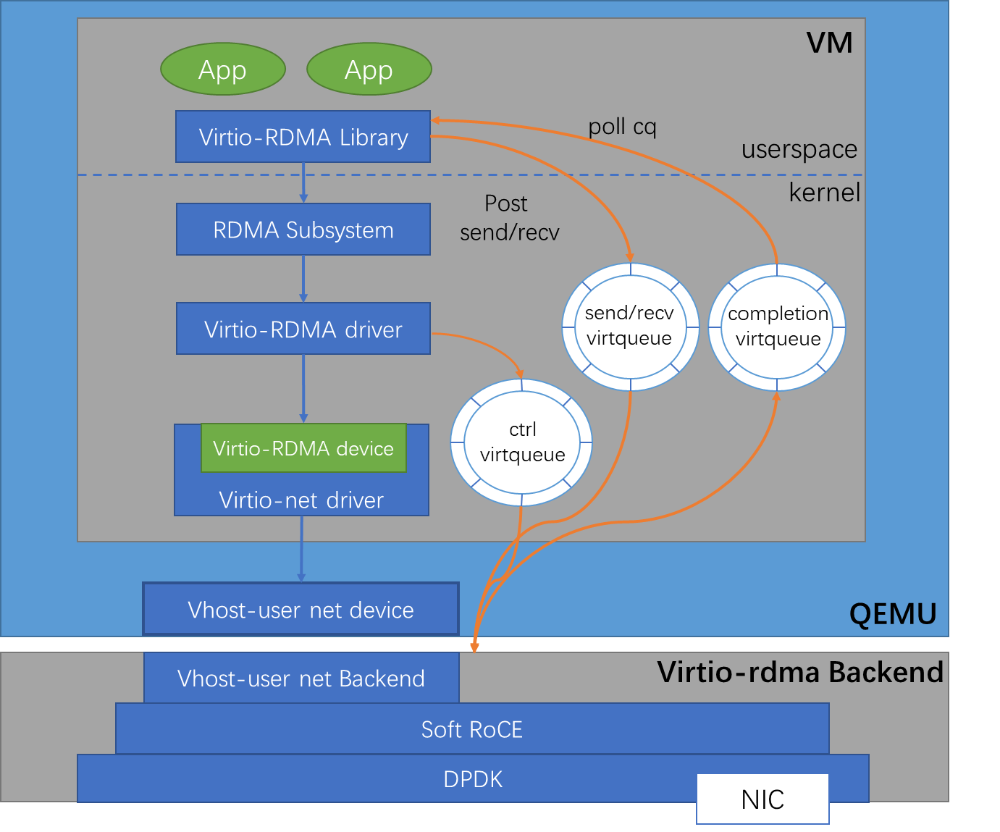 VM
App
App
Virtio-RDMA Library
poll cq
userspace
kernel
Post
send/recv
RDMA Subsystem
Virtio-RDMA driver
send/recv
virtqueue
completion
virtqueue
ctrl
virtqueue
Virtio-RDMA device
Virtio-net driver
Vhost-user net device
QEMU
Vhost-user net Backend
Virtio-rdma Backend
Soft RoCE
DPDK
NIC